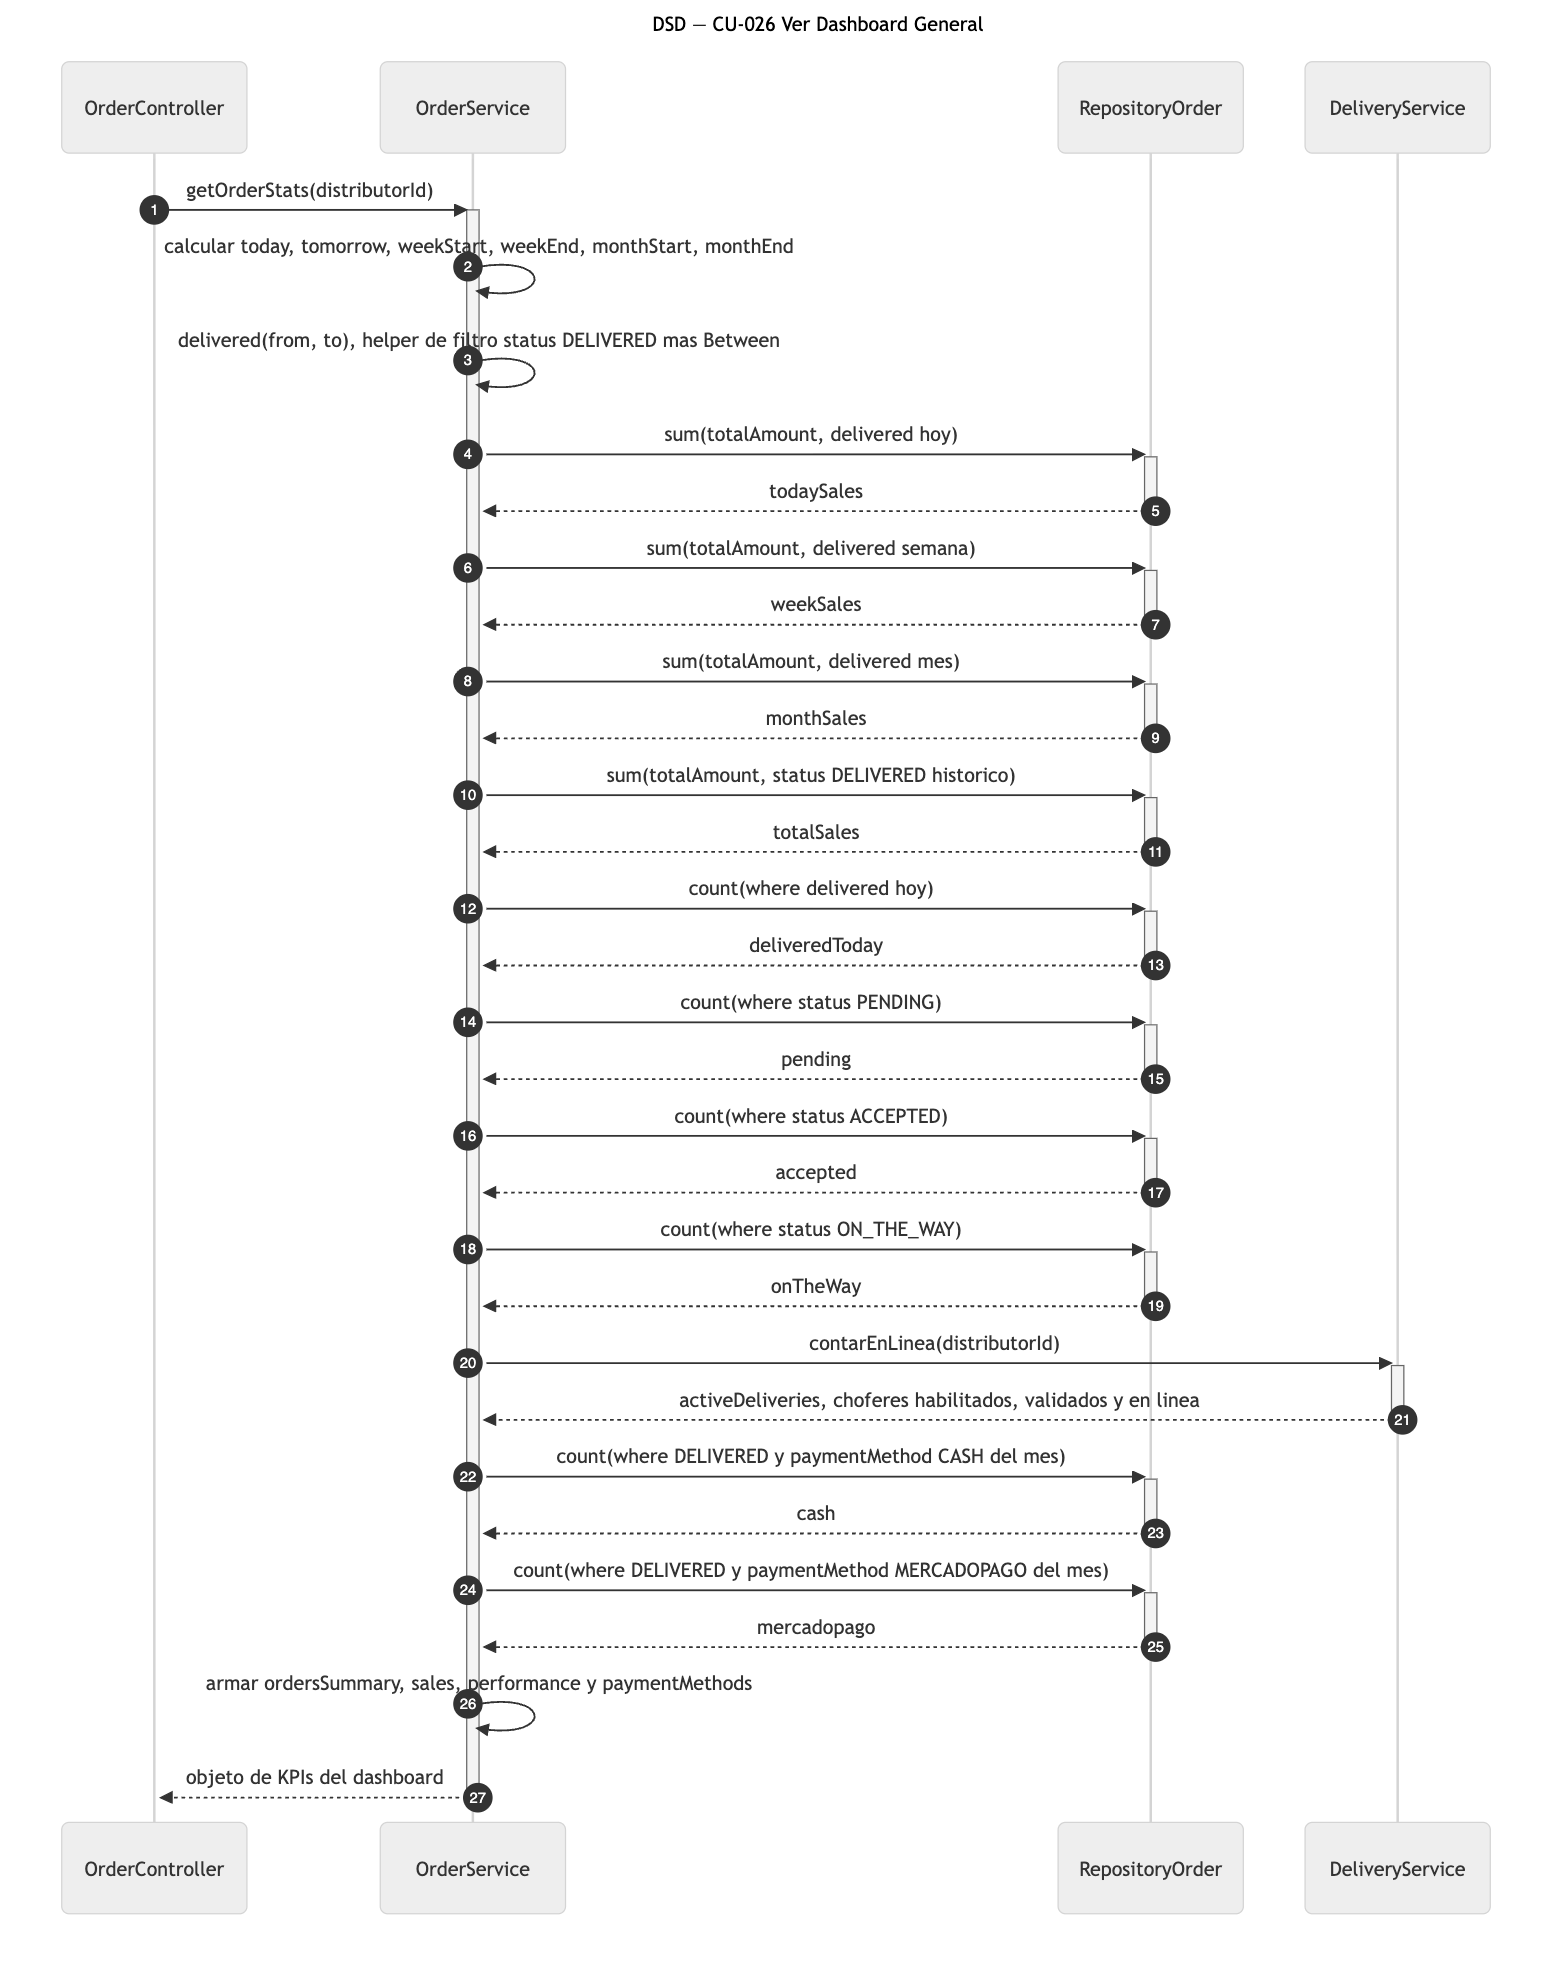 DSD — CU-026 Ver Dashboard General
OrderController
OrderService
RepositoryOrder
DeliveryService
getOrderStats(distributorId)
1
calcular today, tomorrow, weekStart, weekEnd, monthStart, monthEnd
2
delivered(from, to), helper de filtro status DELIVERED mas Between
3
sum(totalAmount, delivered hoy)
4
todaySales
5
sum(totalAmount, delivered semana)
6
weekSales
7
sum(totalAmount, delivered mes)
8
monthSales
9
sum(totalAmount, status DELIVERED historico)
10
totalSales
11
count(where delivered hoy)
12
deliveredToday
13
count(where status PENDING)
14
pending
15
count(where status ACCEPTED)
16
accepted
17
count(where status ON_THE_WAY)
18
onTheWay
19
contarEnLinea(distributorId)
20
activeDeliveries, choferes habilitados, validados y en linea
21
count(where DELIVERED y paymentMethod CASH del mes)
22
cash
23
count(where DELIVERED y paymentMethod MERCADOPAGO del mes)
24
mercadopago
25
armar ordersSummary, sales, performance y paymentMethods
26
objeto de KPIs del dashboard
27
OrderController
OrderService
RepositoryOrder
DeliveryService